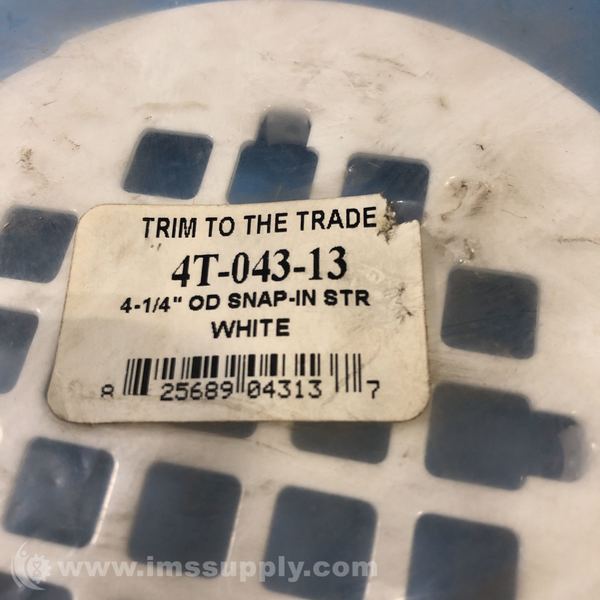 TRIM TO THE TRADE
4T-043-13
4-1/4" OD SNAP-IN STR
WHITE
8 25689 04313 7
www.imssupply.com